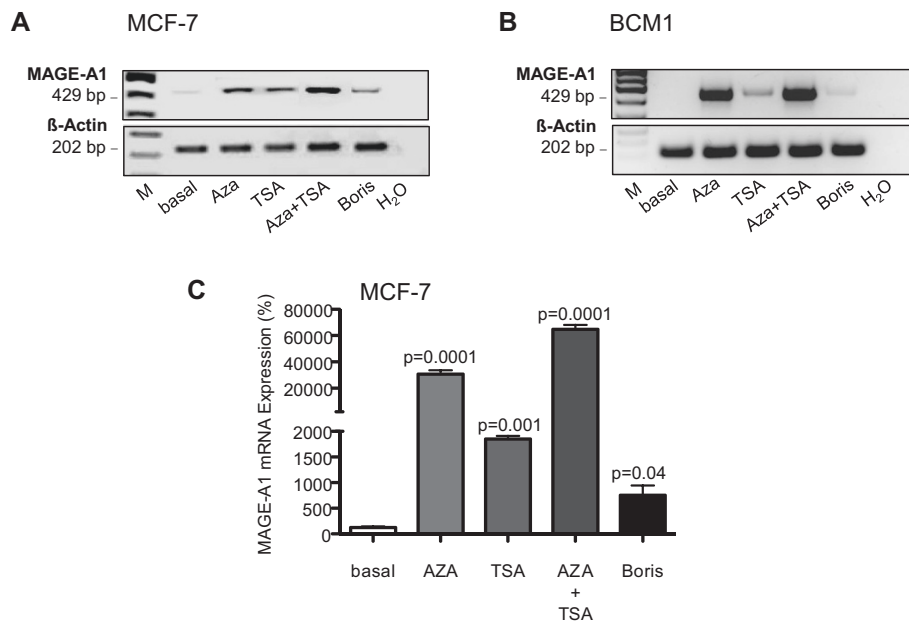 A MCF-7
MAGE-A1
429 bp
ß-Actin
202 bp
M basal Aza TSA Aza+TSA Boris H₂O
B BCM1
MAGE-A1
429 bp
ß-Actin
202 bp
M basal Aza TSA Aza+TSA Boris H₂O
C MCF-7
MAGE-A1 mRNA Expression (%)
80000
60000
40000
20000
2000
1500
1000
500
0
p=0.0001
p=0.001
p=0.0001
p=0.04
basal AZA TSA AZA + TSA Boris